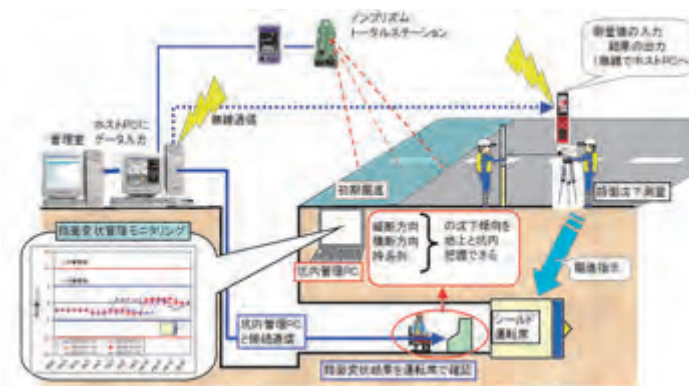 ノンプリズム
トータルステーション
測量値の入力
結果の出力
(無線でホストPCへ)
管理室
ホストPCに
データ入力
無線通信
初期掘進
路面沈下測量
路面変状管理モニタリング
坑内管理PC
縦断方向
横断方向
の沈下傾向を
地上と坑内
把握できる
掘進指示
坑内管理PC
と接続通信
シールド
運転席
路面変状結果を運転席で確認